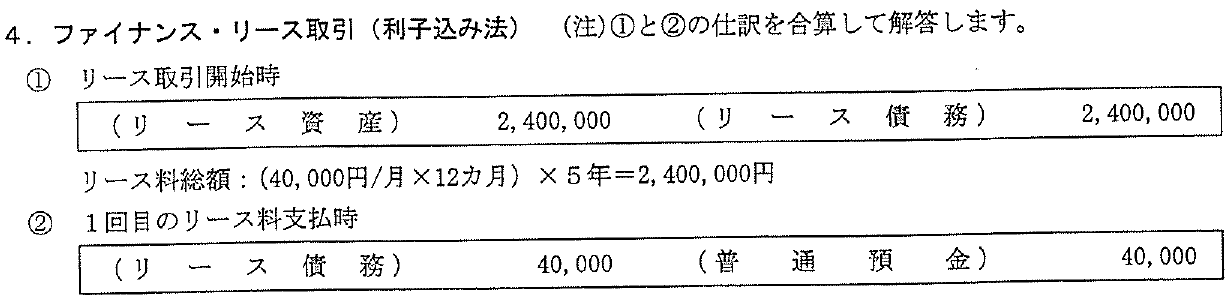 4．ファイナンス・リース取引（利子込み法）　（注）①と②の仕訳を合算して解答します。
①　リース取引開始時
（リ　ー　ス　資　産）　2,400,000　（リ　ー　ス　債　務）　2,400,000
リース料総額：（40,000円/月×12カ月）×5年＝2,400,000円
②　1回目のリース料支払時
（リ　ー　ス　債　務）　40,000　（普　通　預　金）　40,000